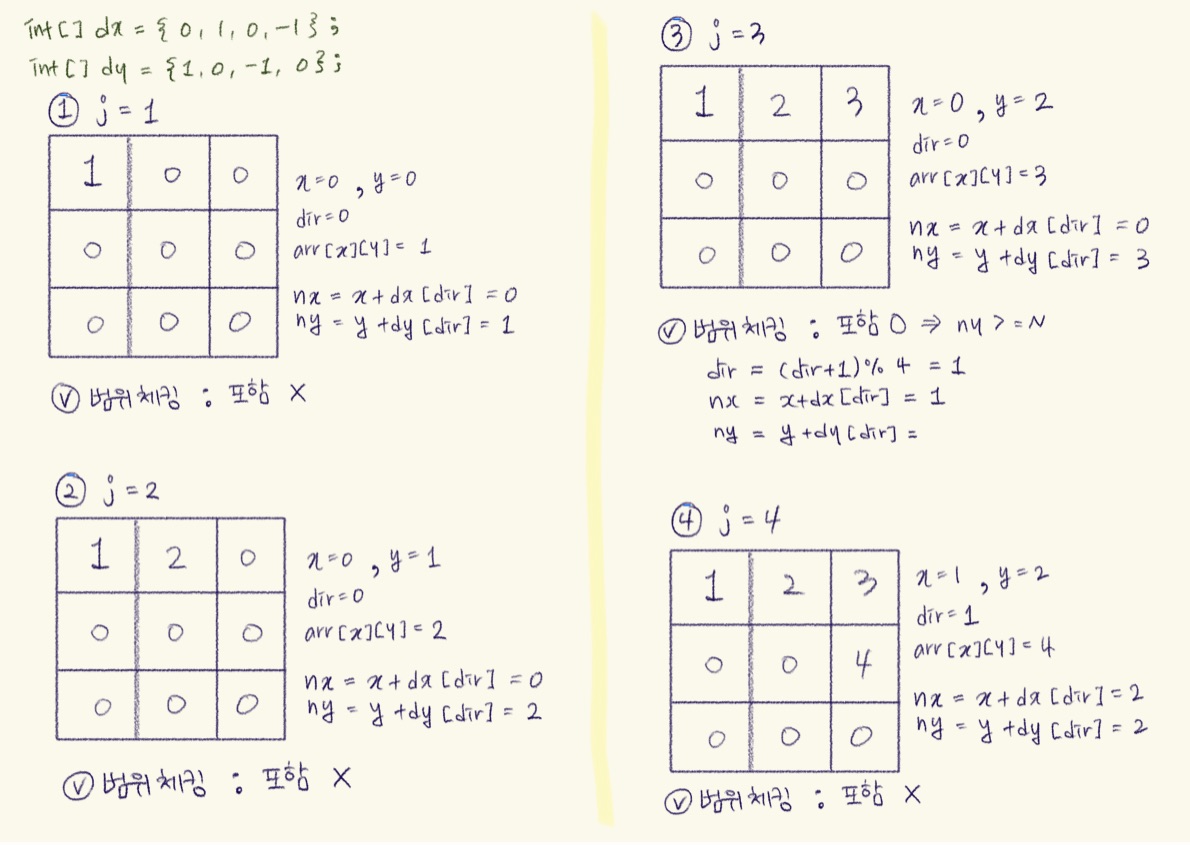 int[] dx = { 0, 1, 0, -1};
int[] dy = {1, 0, -1, 0};
① j = 1
1 0 0
0 0 0
0 0 0
x=0 , y=0
dir=0
arr[x][y] = 1
nx = x+dx[dir] = 0
ny = y+dy[dir] = 1
Ⓥ 범위체킹 : 포함 X
② j = 2
1 2 0
0 0 0
0 0 0
x=0 , y=1
dir=0
arr[x][y] = 2
nx = x+dx[dir] = 0
ny = y+dy[dir] = 2
Ⓥ 범위체킹 : 포함 X
③ j = 3
1 2 3
0 0 0
0 0 0
x=0 , y=2
dir=0
arr[x][y] = 3
nx = x+dx[dir] = 0
ny = y+dy[dir] = 3
Ⓥ 범위체킹 : 포함 O ⇒ ny >= N
dir = (dir+1)% 4 = 1
nx = x+dx[dir] = 1
ny = y+dy[dir] =
④ j = 4
1 2 3
0 0 4
0 0 0
x=1 , y=2
dir=1
arr[x][y] = 4
nx = x+dx[dir] = 2
ny = y+dy[dir] = 2
Ⓥ 범위체킹 : 포함 X